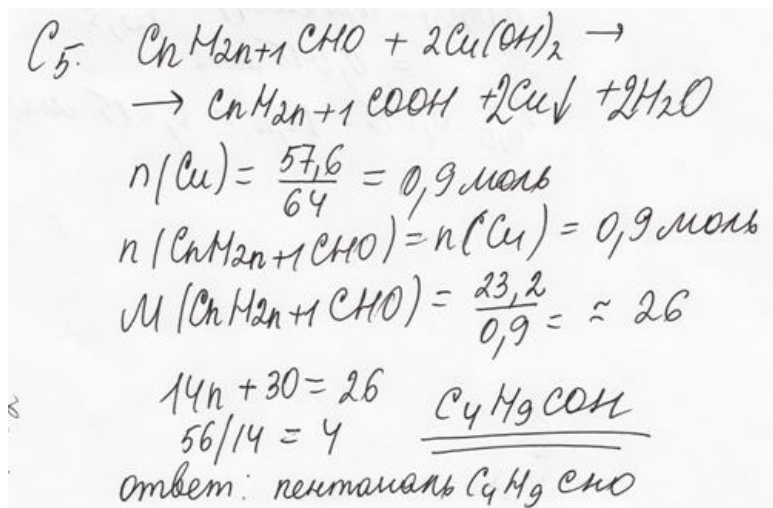 C5. CnH2n+1CHO + 2Cu(OH)2 →
→ CnH2n+1COOH + 2Cu↓ + 2H2O
n(Cu) = 57,6/64 = 0,9 моль
n(CnH2n+1CHO) = n(Cu) = 0,9 моль
M(CnH2n+1CHO) = 23,2/0,9 = ≈ 26
14n + 30 = 26
56/14 = 4
C4H9COH
ответ: пентаналь C4H9CHO